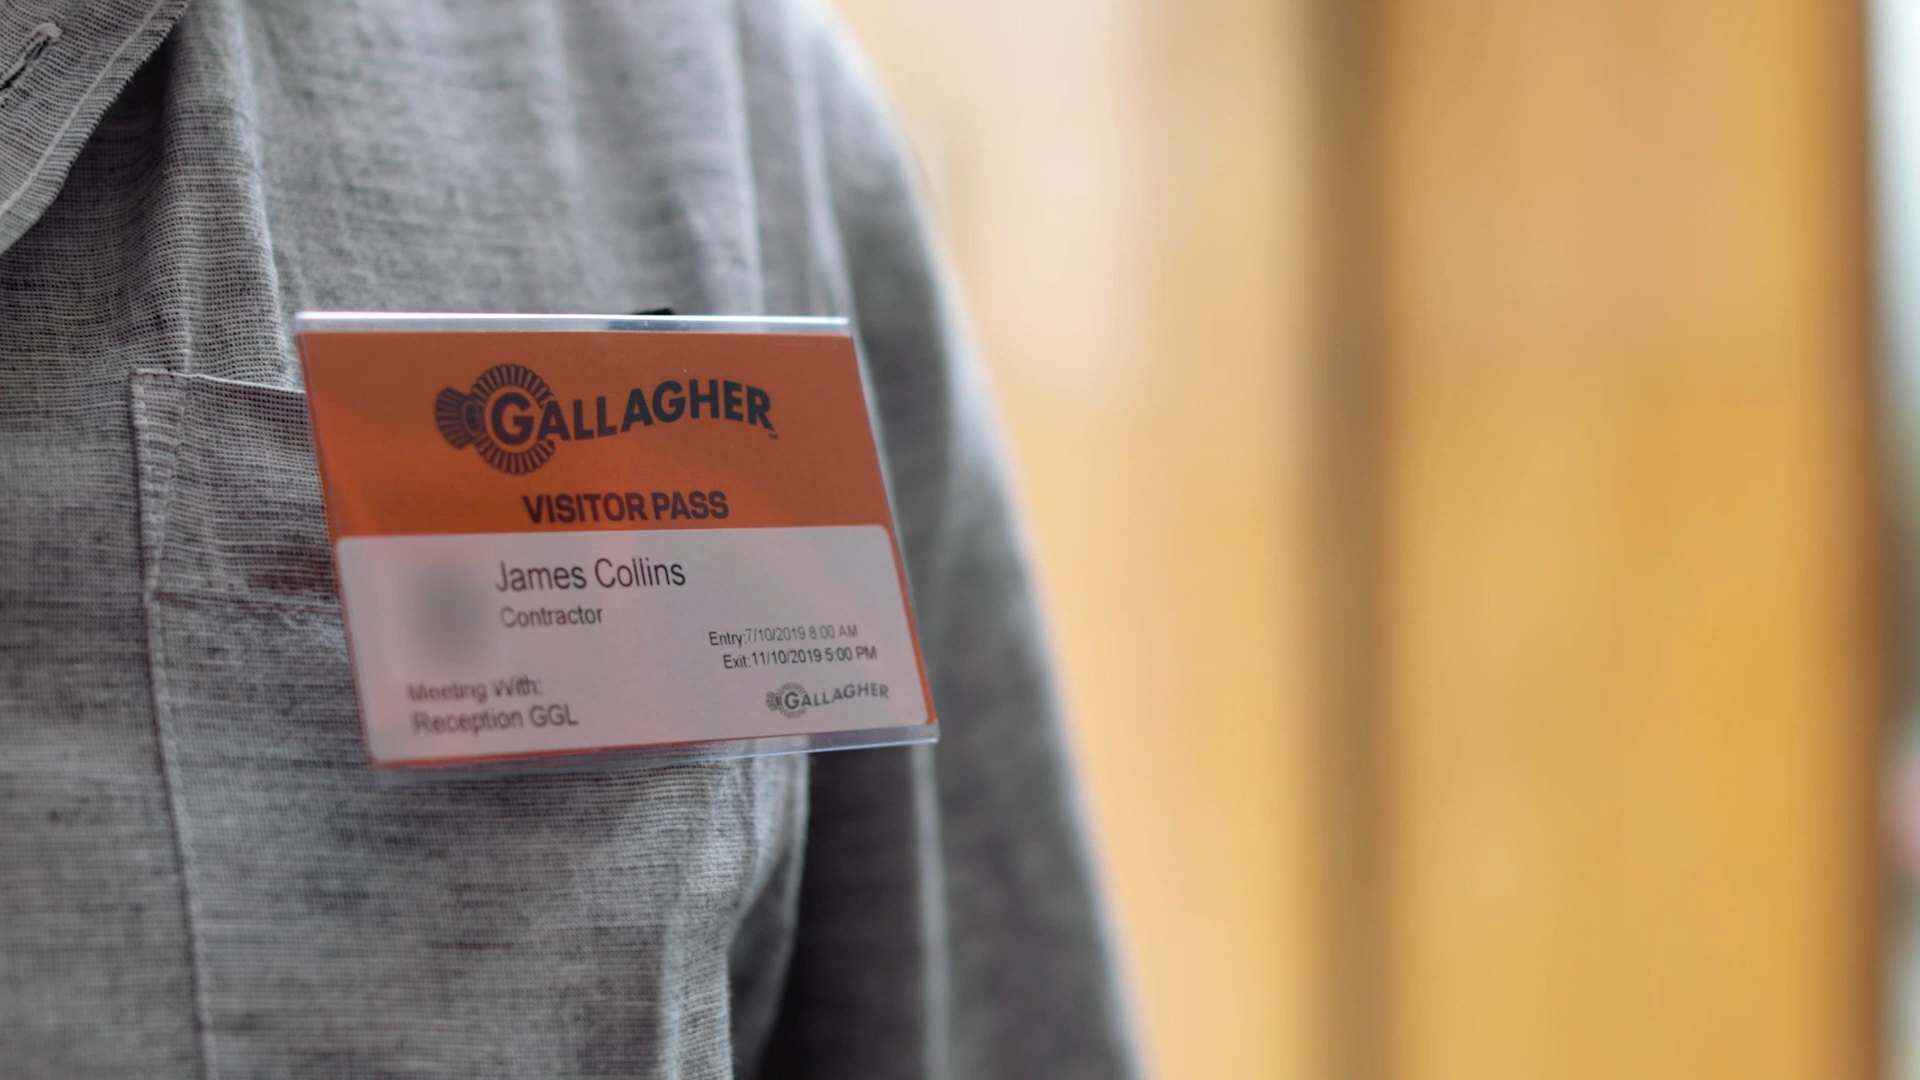 GALLAGHER™
VISITOR PASS
James Collins
Contractor
Entry:7/10/2019 8:00 AM
Exit:11/10/2019 5:00 PM
Meeting With:
Reception GGL
GALLAGHER